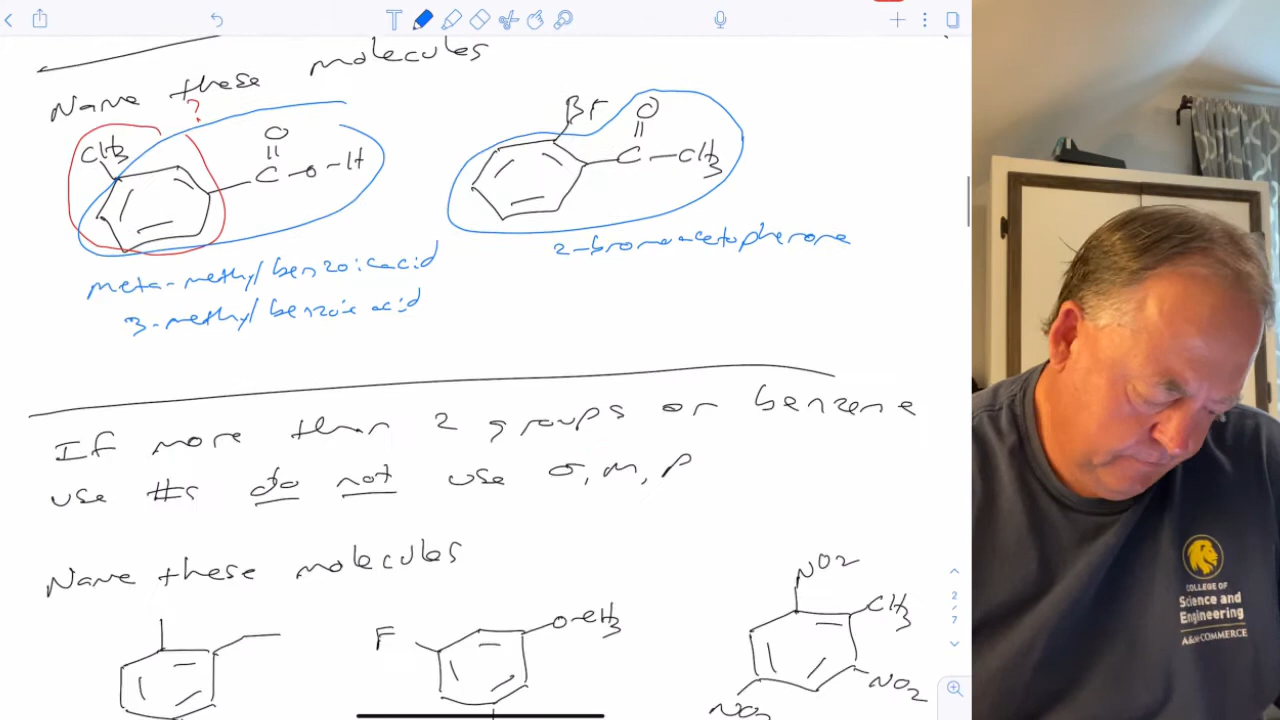 T
Name these molecules
?
CH3
O
C
O-H
Br
O
C-CH3
meta-methylbenzoic acid
3-methylbenzoic acid
2-bromoacetophenone
If more than 2 groups on benzene
use #s do not use o, m, p
Name these molecules
F
O-CH3
NO2
CH3
NO2
NO2
2/7
COLLEGE OF
Science and
Engineering
A&M-COMMERCE